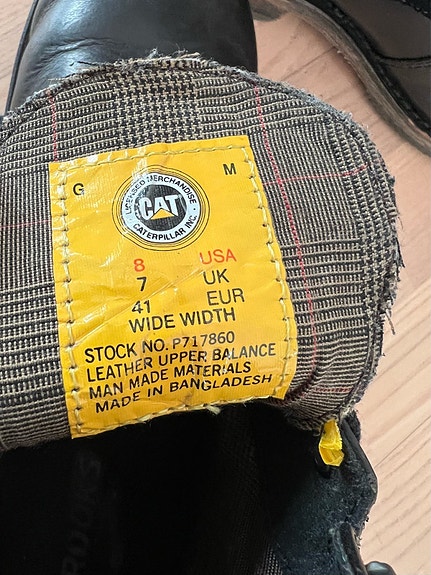 G M
LICENSED MERCHANDISE
CAT
CATERPILLAR INC.
8 USA
7 UK
41 EUR
WIDE WIDTH
STOCK NO. P717860
LEATHER UPPER BALANCE
MAN MADE MATERIALS
MADE IN BANGLADESH